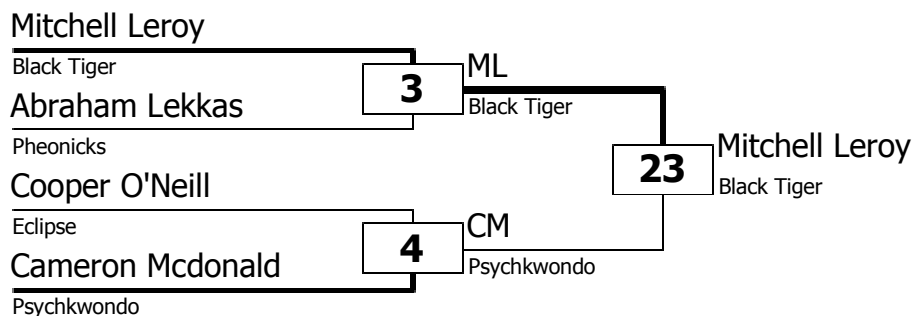 Mitchell Leroy
Black Tiger
3
ML
Black Tiger
Abraham Lekkas
Pheonicks
23
Mitchell Leroy
Black Tiger
Cooper O'Neill
Eclipse
4
CM
Psychkwondo
Cameron Mcdonald
Psychkwondo